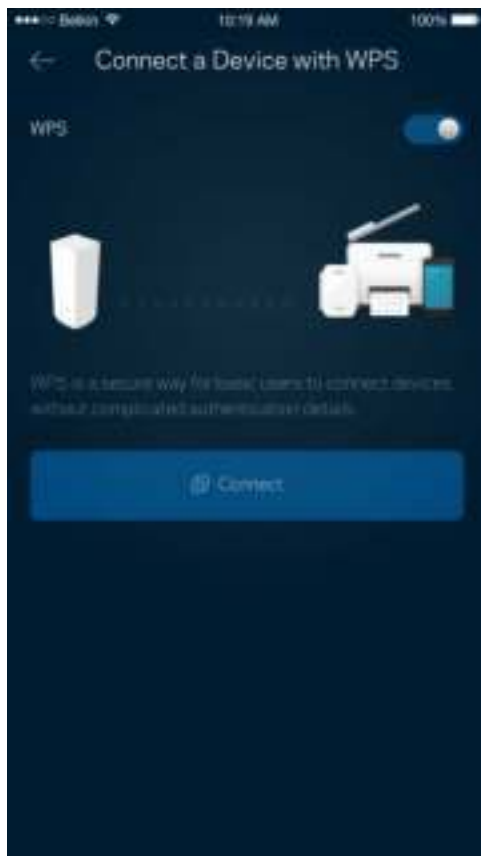 Belkin 10:19 AM 100%
Connect a Device with WPS
WPS
WPS is a secure way for basic users to connect devices
without complicated authentication details.
Connect